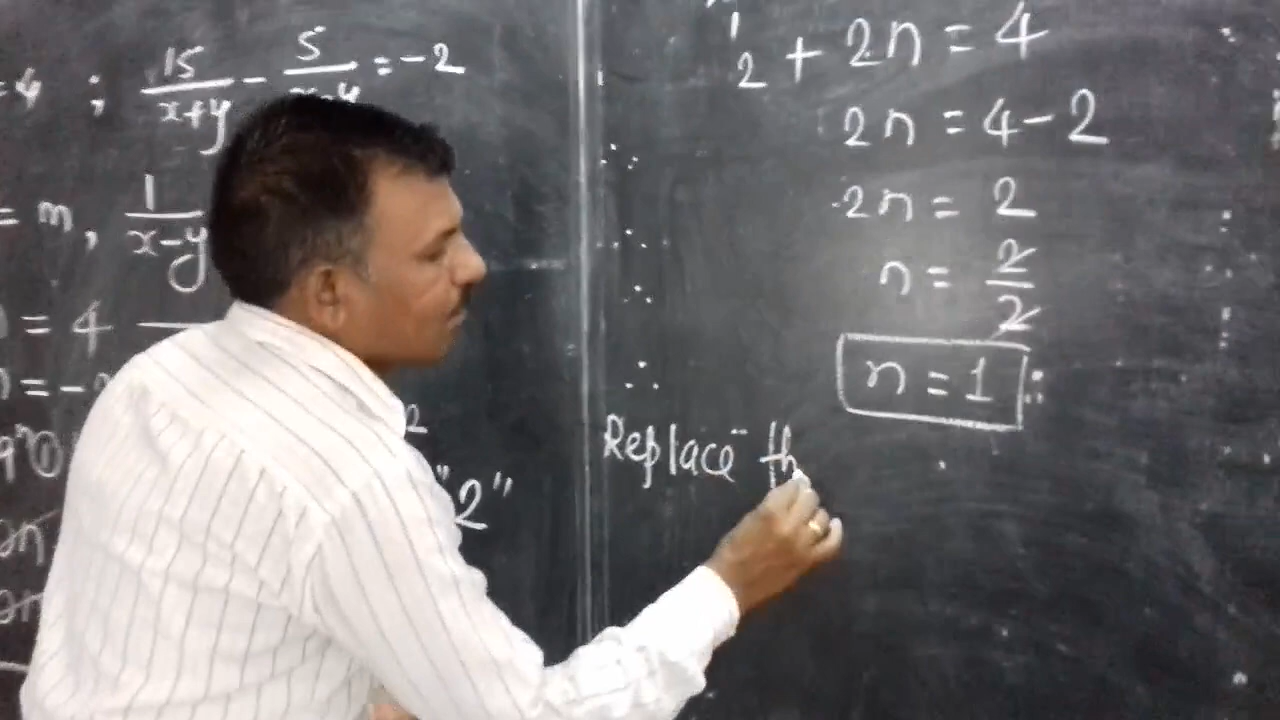 = 4 ; 15/x+y - 5/x-y = -2
= m, 1/x-y
= 4
= -
2
"2"
2 + 2n = 4
2n = 4 - 2
∴ 2n = 2
∴ n = 2/2
∴ n = 1
Replace th